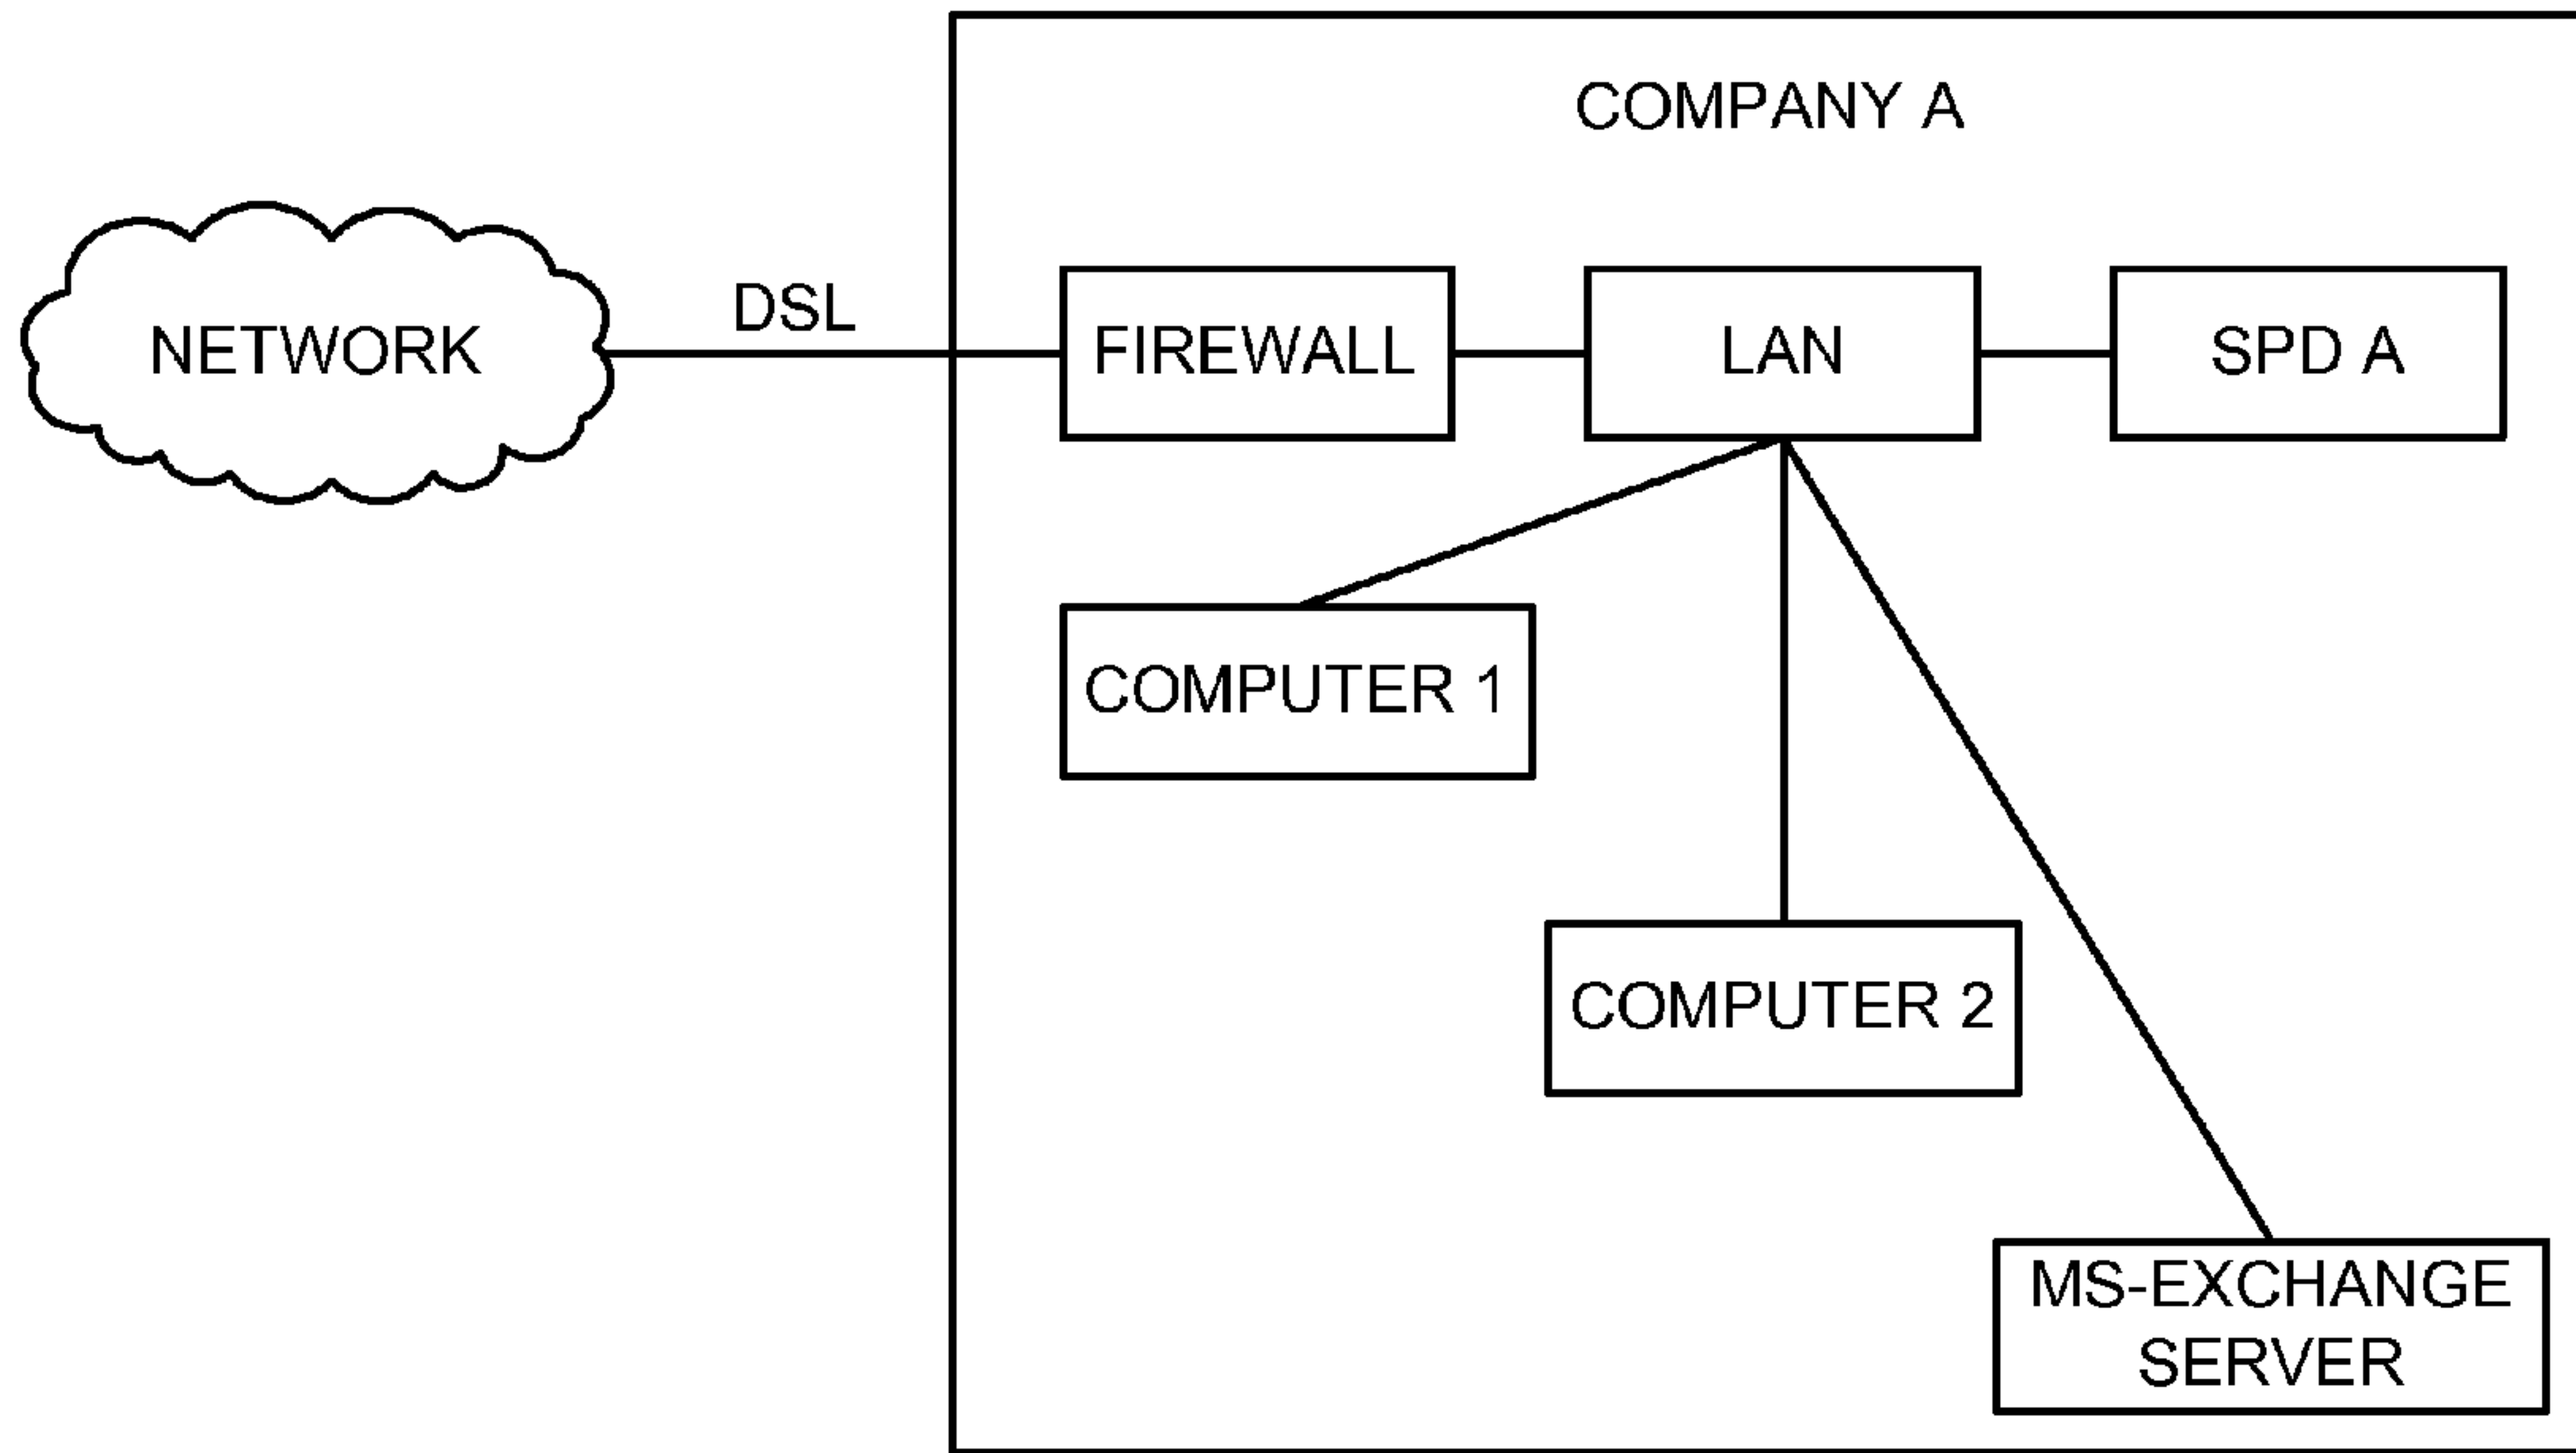 COMPANY A
NETWORK
DSL
FIREWALL
LAN
SPD A
COMPUTER 1
COMPUTER 2
MS-EXCHANGE
SERVER